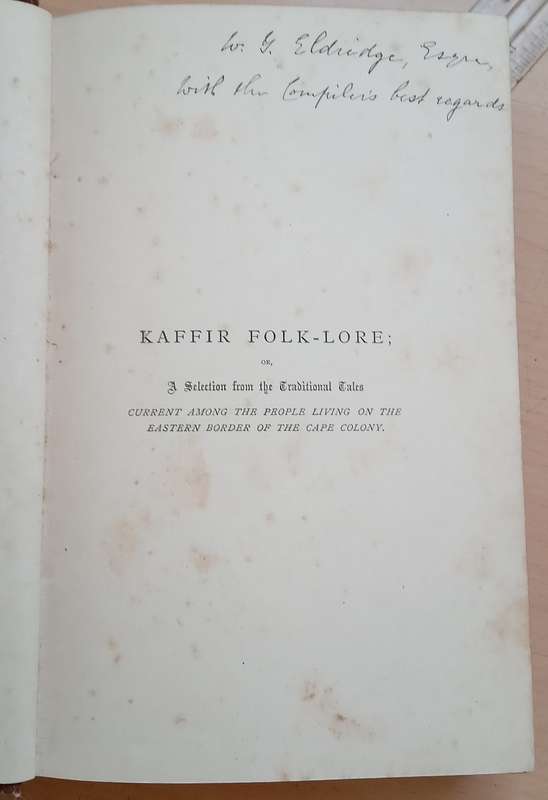 W. G. Eldridge, Esqre,
With the Compiler's best regards
KAFFIR FOLK-LORE;
OR,
A Selection from the Traditional Tales
CURRENT AMONG THE PEOPLE LIVING ON THE
EASTERN BORDER OF THE CAPE COLONY.